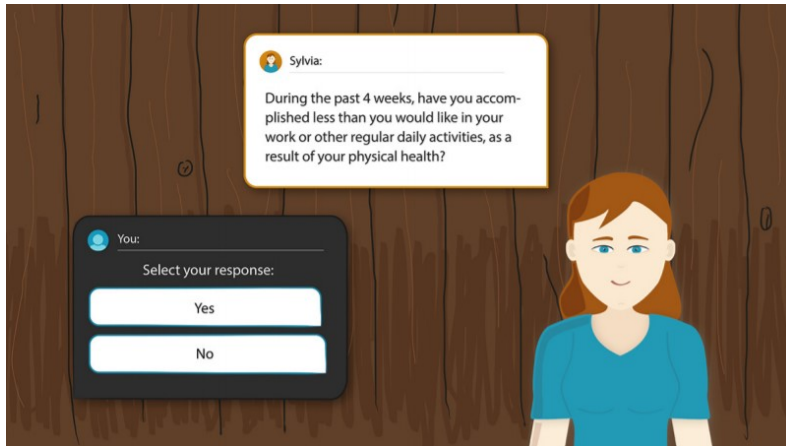 Sylvia:
During the past 4 weeks, have you accom-
plished less than you would like in your
work or other regular daily activities, as a
result of your physical health?
You:
Select your response:
Yes
No